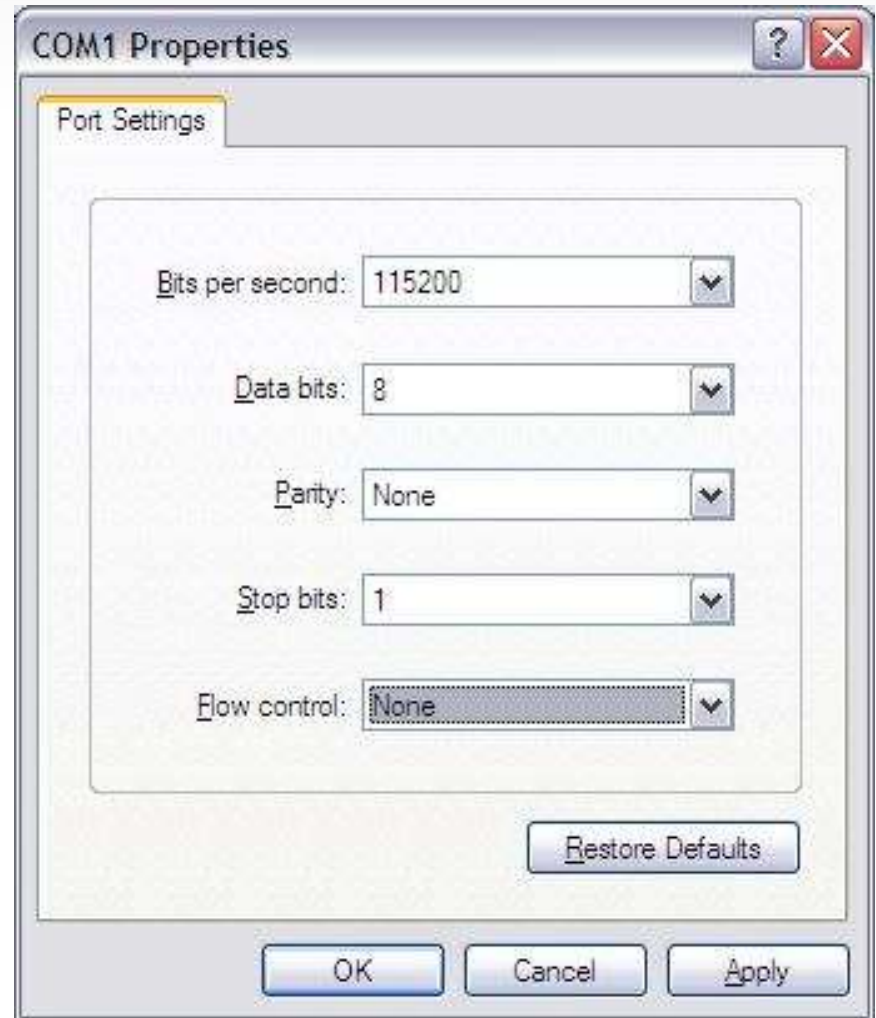 COM1 Properties
?
Port Settings
Bits per second: 115200
Data bits: 8
Parity: None
Stop bits: 1
Flow control: None
Restore Defaults
OK Cancel Apply